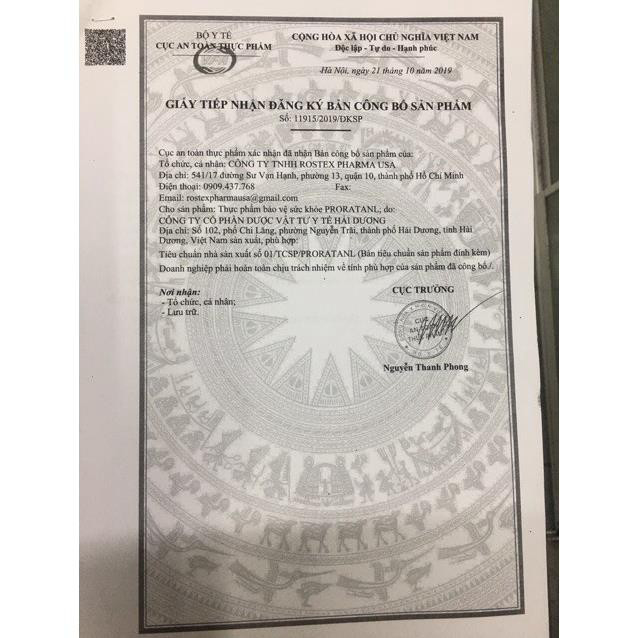 BỘ Y TẾ
CỤC AN TOÀN THỰC PHẨM
CỘNG HÒA XÃ HỘI CHỦ NGHĨA VIỆT NAM
Độc lập - Tự do - Hạnh phúc
Hà Nội, ngày 21 tháng 10 năm 2019
GIẤY TIẾP NHẬN ĐĂNG KÝ BẢN CÔNG BỐ SẢN PHẨM
Số: 11915/2019/ĐKSP
Cục an toàn thực phẩm xác nhận đã nhận Bản công bố sản phẩm của:
Tổ chức, cá nhân: CÔNG TY TNHH ROSTEX PHARMA USA
Địa chỉ: 541/17 đường Sư Vạn Hạnh, phường 13, quận 10, thành phố Hồ Chí Minh
Điện thoại: 0909.437.768 Fax:
Email: rostexpharmausa@gmail.com
Cho sản phẩm: Thực phẩm bảo vệ sức khỏe PRORATANL; do:
CÔNG TY CỔ PHẦN DƯỢC VẬT TƯ Y TẾ HẢI DƯƠNG
Địa chỉ: Số 102, phố Chi Lăng, phường Nguyễn Trãi, thành phố Hải Dương, tỉnh Hải
Dương, Việt Nam sản xuất, phù hợp:
Tiêu chuẩn nhà sản xuất số 01/TCSP/PRORATANL (Bản tiêu chuẩn sản phẩm đính kèm)
Doanh nghiệp phải hoàn toàn chịu trách nhiệm về tính phù hợp của sản phẩm đã công bố./.
Nơi nhận:
- Tổ chức, cá nhân;
- Lưu trữ.
CỤC TRƯỞNG
CỤC
AN TOÀN
THỰC PHẨM
Nguyễn Thanh Phong